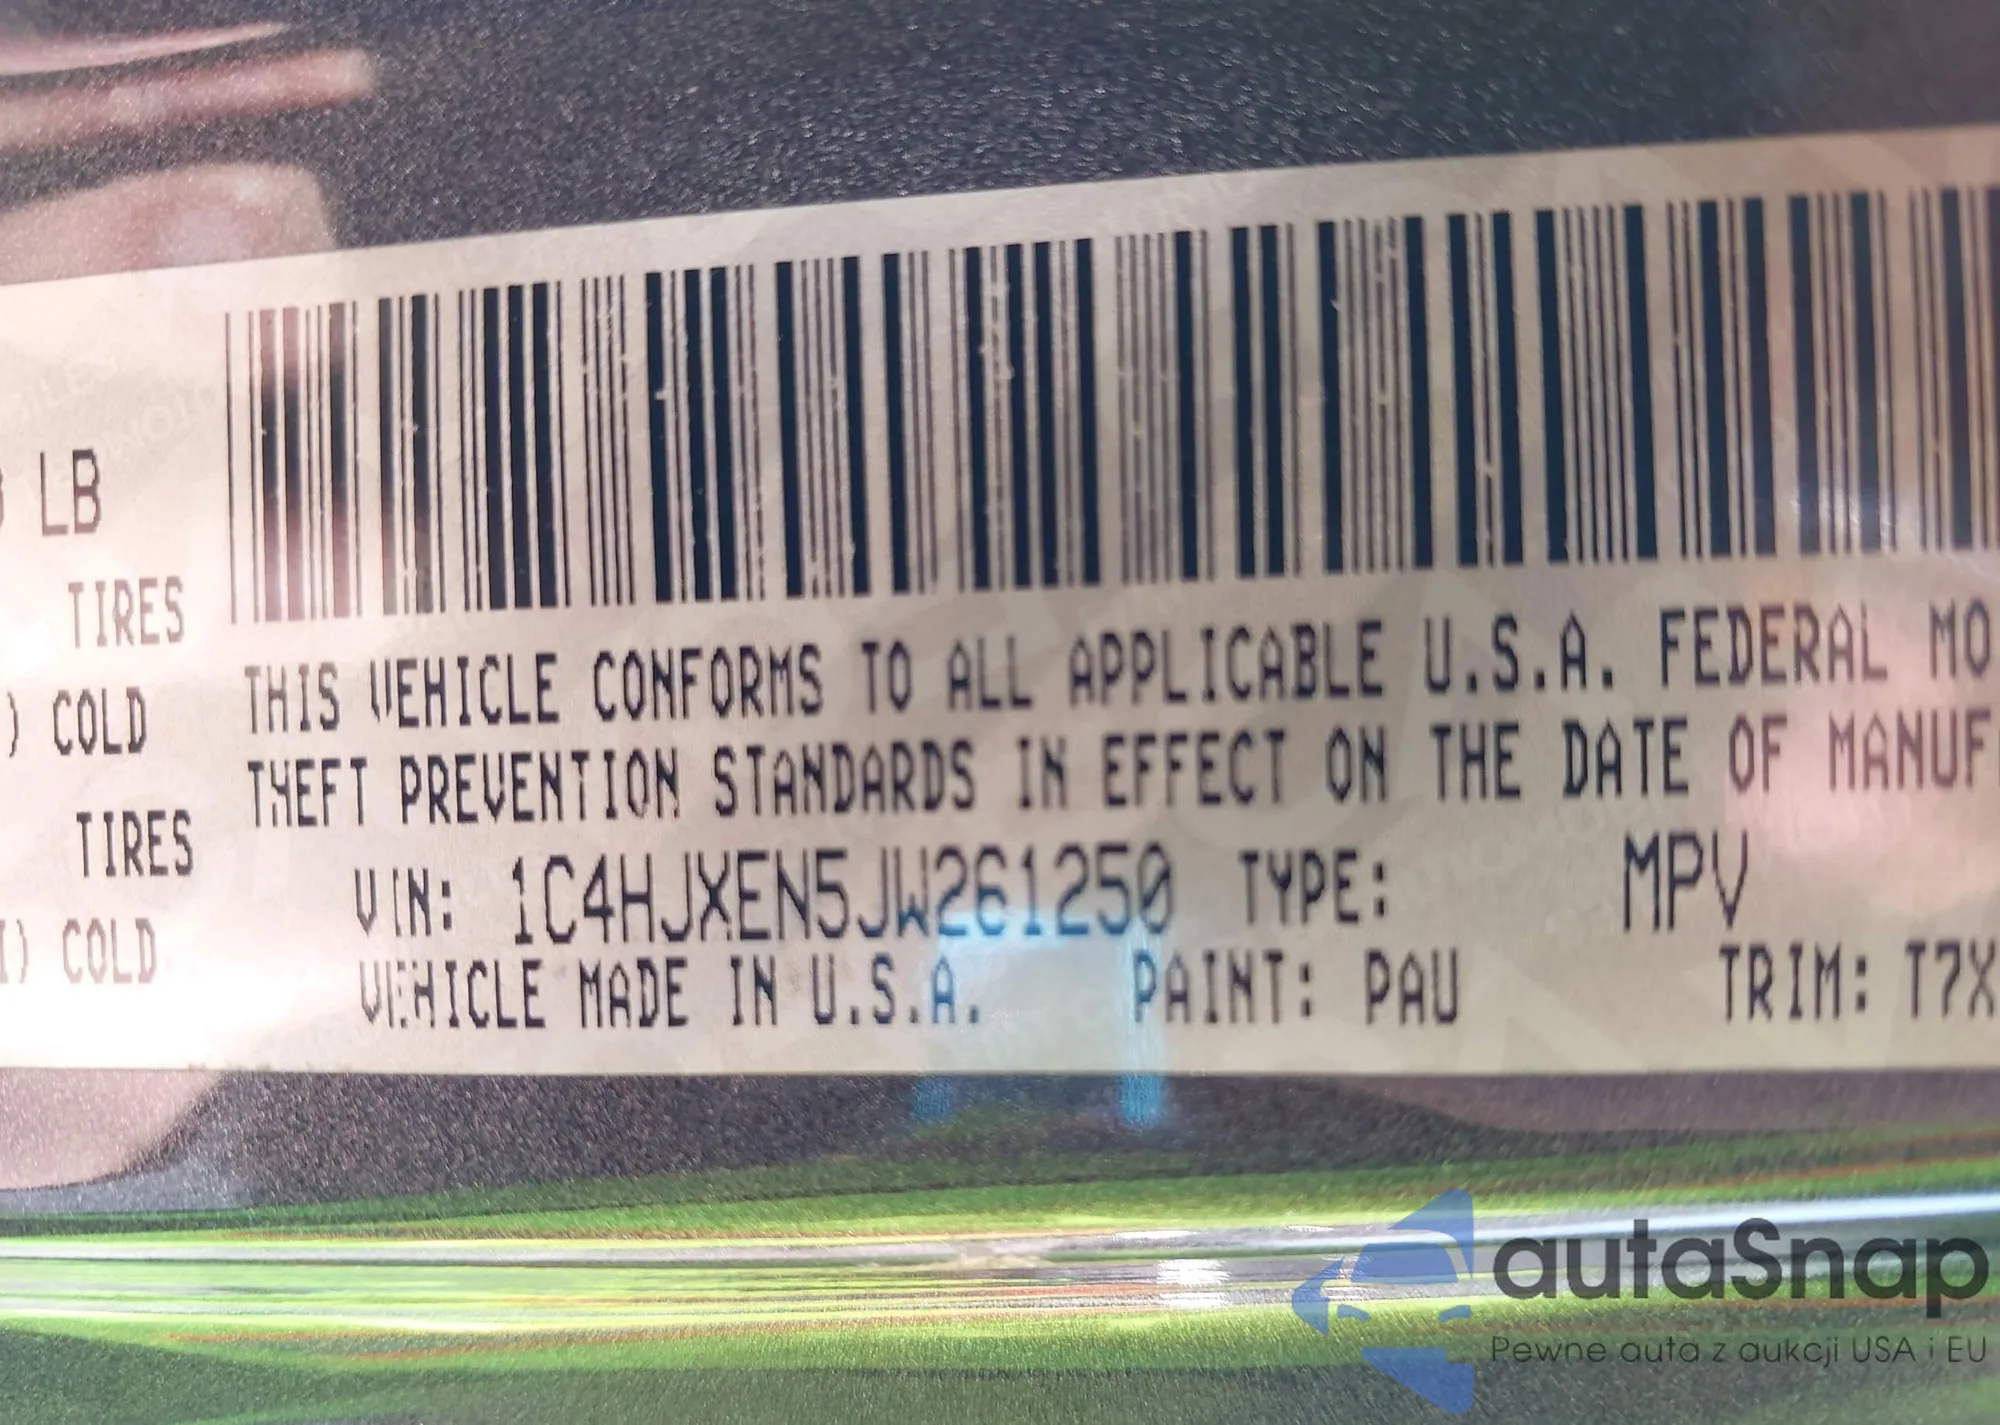 LB
TIRES
) COLD
TIRES
I) COLD
THIS VEHICLE CONFORMS TO ALL APPLICABLE U.S.A. FEDERAL MO
THEFT PREVENTION STANDARDS IN EFFECT ON THE DATE OF MANUF
VIN: 1C4HJXEN5JW261250 TYPE: MPV
VEHICLE MADE IN U.S.A. PAINT: PAU TRIM: T7X
autaSnap
Pewne auta z aukcji USA i EU